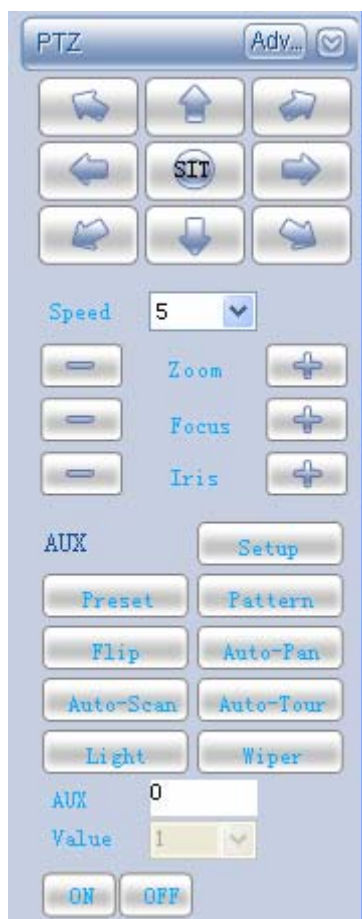 PTZ Adv...
SIT
Speed 5
Zoom
Focus
Iris
AUX Setup
Preset Pattern
Flip Auto-Pan
Auto-Scan Auto-Tour
Light Wiper
AUX 0
Value 1
ON OFF